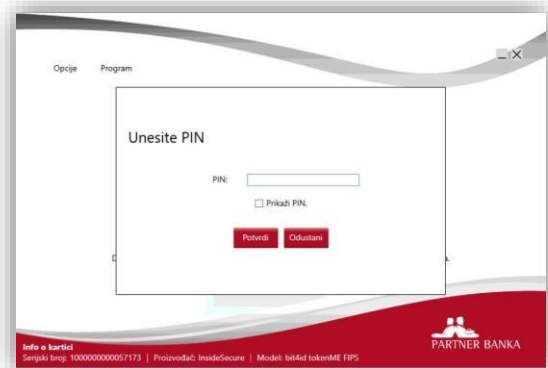 Opcije Program
Unesite PIN
PIN:
Prikaži PIN.
Potvrdi Odustani
PARTNER BANKA
Info o kartici
Serijski broj: 1000000000057173 | Proizvođač: InsideSecure | Model: bit4id tokenME FIPS